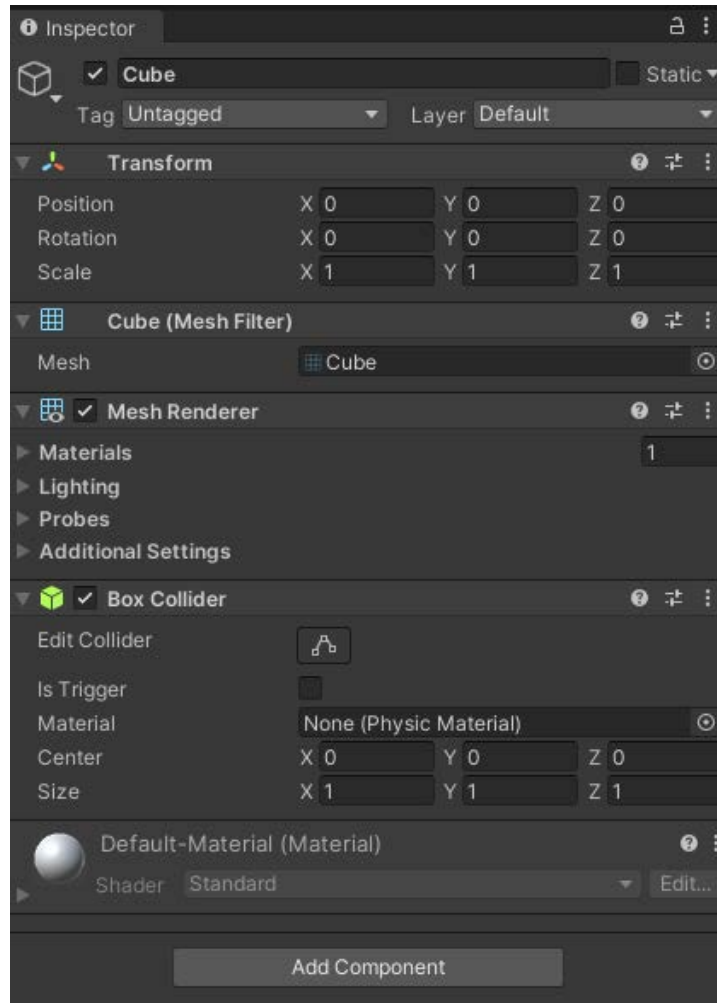 Inspector
Cube Static
Tag Untagged Layer Default
Transform
Position X 0 Y 0 Z 0
Rotation X 0 Y 0 Z 0
Scale X 1 Y 1 Z 1
Cube (Mesh Filter)
Mesh Cube
Mesh Renderer
Materials 1
Lighting
Probes
Additional Settings
Box Collider
Edit Collider
Is Trigger
Material None (Physic Material)
Center X 0 Y 0 Z 0
Size X 1 Y 1 Z 1
Default-Material (Material)
Shader Standard Edit...
Add Component